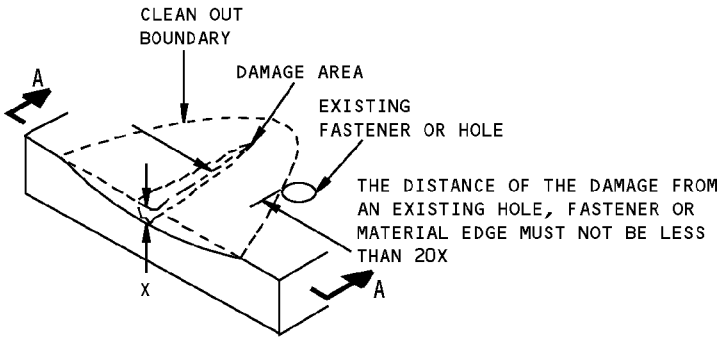 CLEAN OUT
BOUNDARY
DAMAGE AREA
A
EXISTING
FASTENER OR HOLE
THE DISTANCE OF THE DAMAGE FROM
AN EXISTING HOLE, FASTENER OR
MATERIAL EDGE MUST NOT BE LESS
THAN 20X
X
A